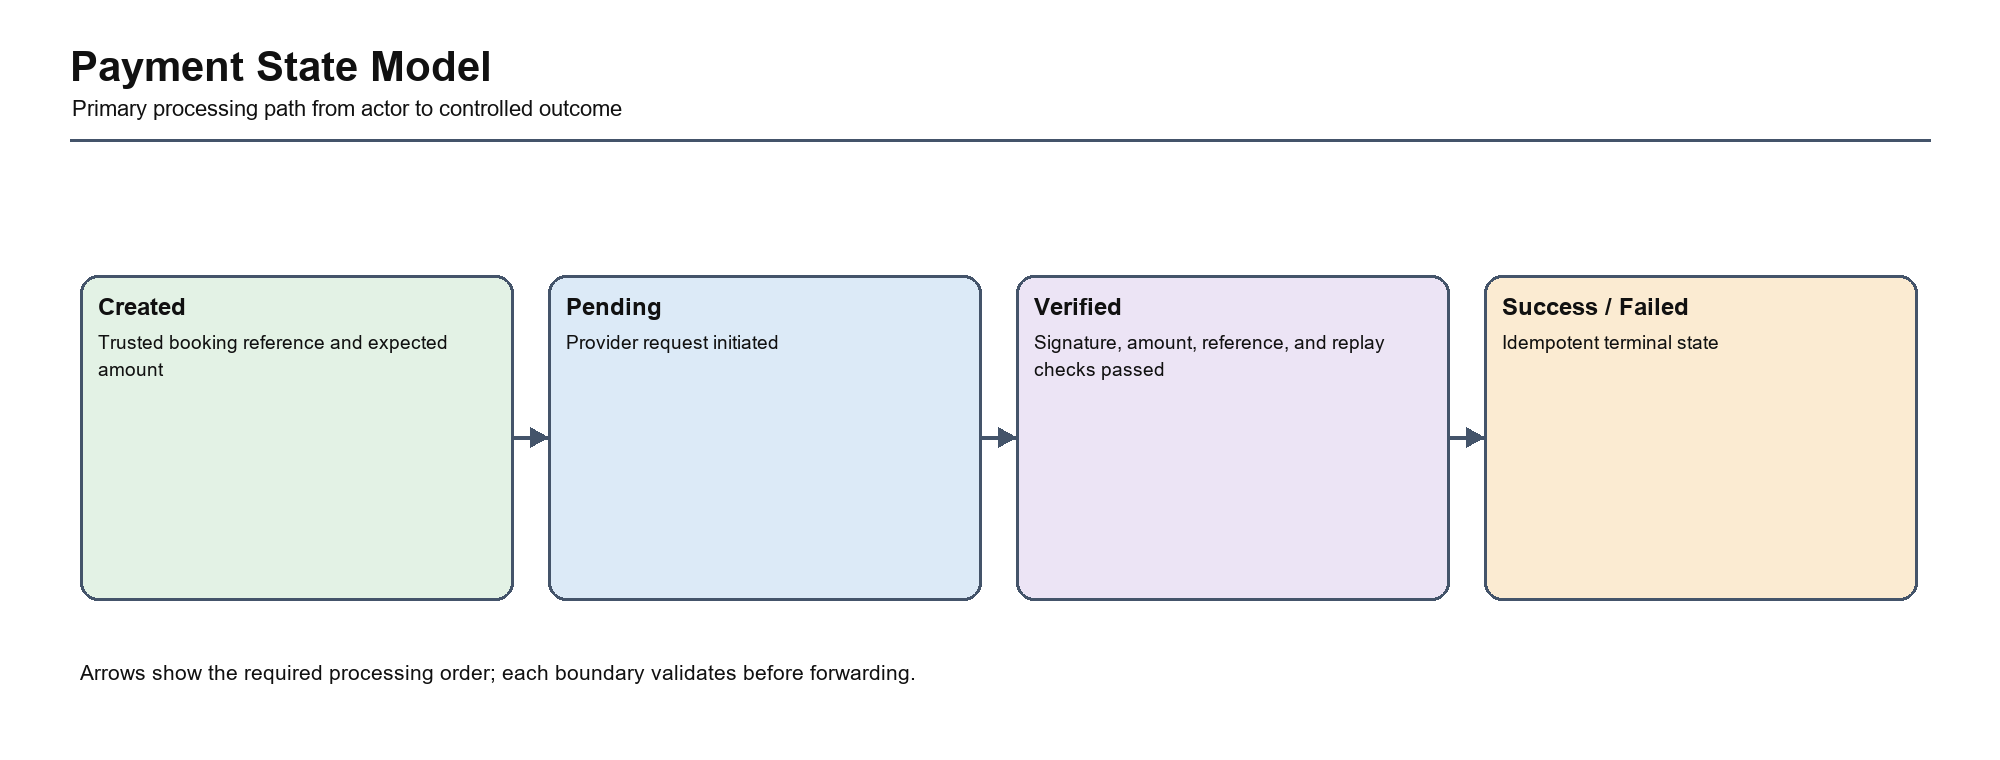 Payment State Model
Primary processing path from actor to controlled outcome
Created
Trusted booking reference and expected
amount
Pending
Provider request initiated
Verified
Signature, amount, reference, and replay
checks passed
Success / Failed
Idempotent terminal state
Arrows show the required processing order; each boundary validates before forwarding.